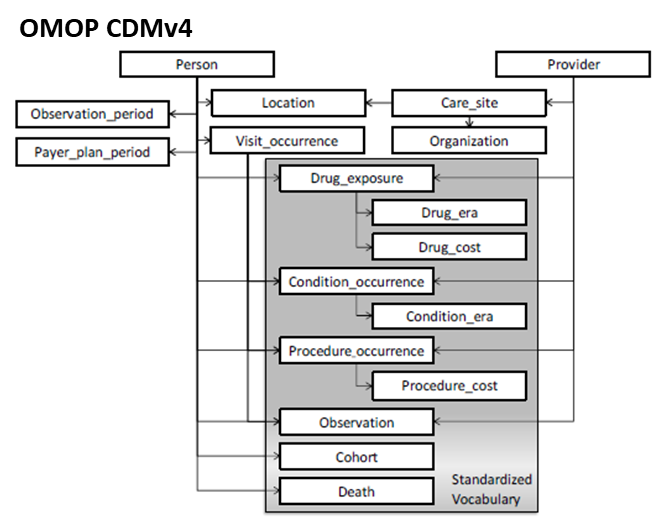 OMOP CDMv4
Person
Provider
Location
Care_site
Observation_period
Visit_occurrence
Organization
Payer_plan_period
Drug_exposure
Drug_era
Drug_cost
Condition_occurrence
Condition_era
Procedure_occurrence
Procedure_cost
Observation
Cohort
Death
Standardized
Vocabulary